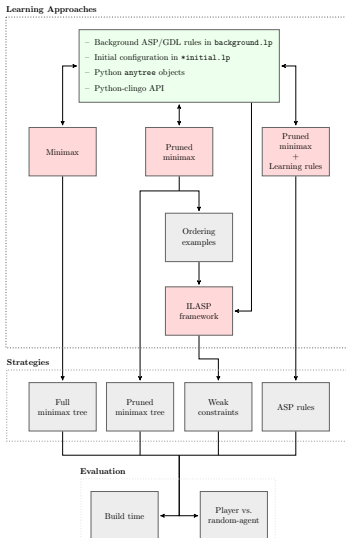 Learning Approaches
– Background ASP/GDL rules in background.lp
– Initial configuration in *initial.lp
– Python anytree objects
– Python-clingo API
Minimax
Pruned
minimax
Pruned
minimax
+
Learning rules
Ordering
examples
ILASP
framework
Strategies
Full
minimax tree
Pruned
minimax tree
Weak
constraints
ASP rules
Evaluation
Build time
Player vs.
random-agent